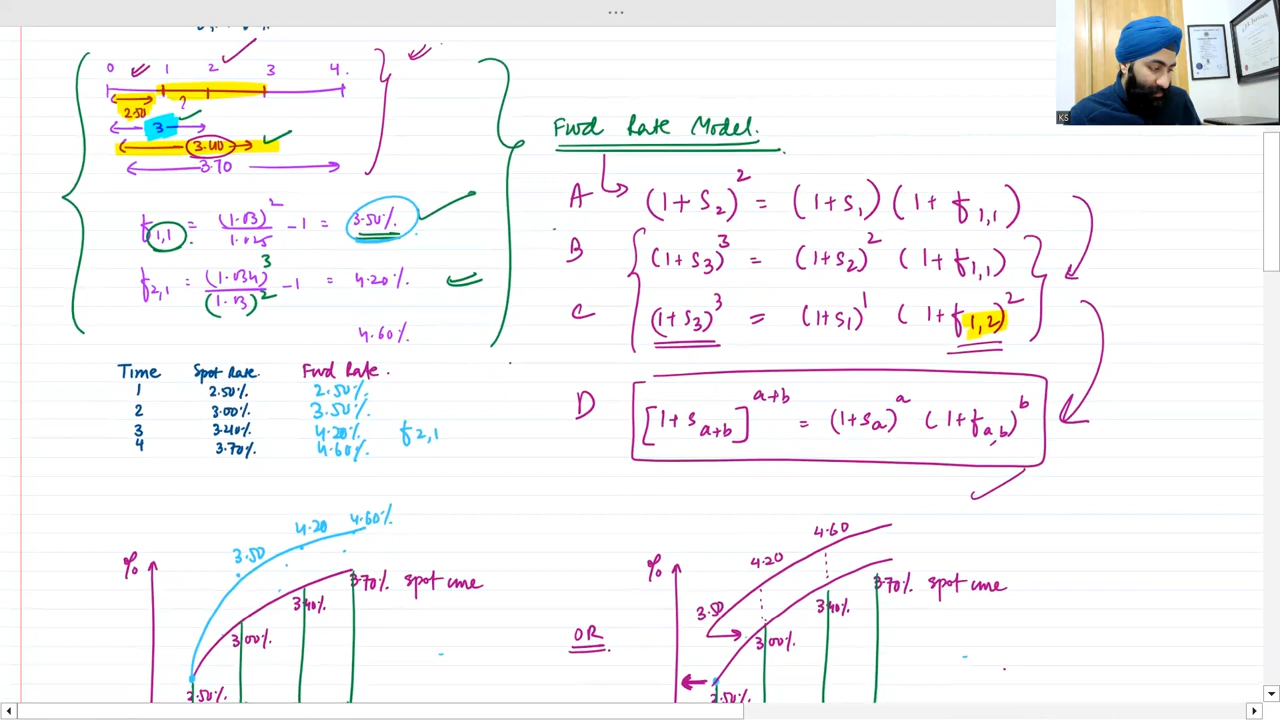 0 1 2 3 4
2.50 ?
3
3.40
3.70
f1,1 = (1.03)^2 / 1.025 - 1 = 3.50%
f2,1 = (1.034)^3 / (1.03)^2 - 1 = 4.20%
4.60%
Time Spot Rate Fwd Rate
1 2.50% 2.50%
2 3.00% 3.50%
3 3.40% 4.20% f2,1
4 3.70% 4.60%
Fwd Rate Model.
A (1+S2)^2 = (1+S1) (1+f1,1)
B (1+S3)^3 = (1+S2)^2 (1+f1,1)
C (1+S3)^3 = (1+S1)^1 (1+f1,2)^2
D [1+Sa+b]^a+b = (1+Sa)^a (1+fa,b)^b
%
3.50 4.20 4.60%
3.70% spot curve
3.40%
3.00%
2.50%
OR
%
3.50 4.20 4.60
3.70% spot curve
3.40%
3.00%
2.50%
KS